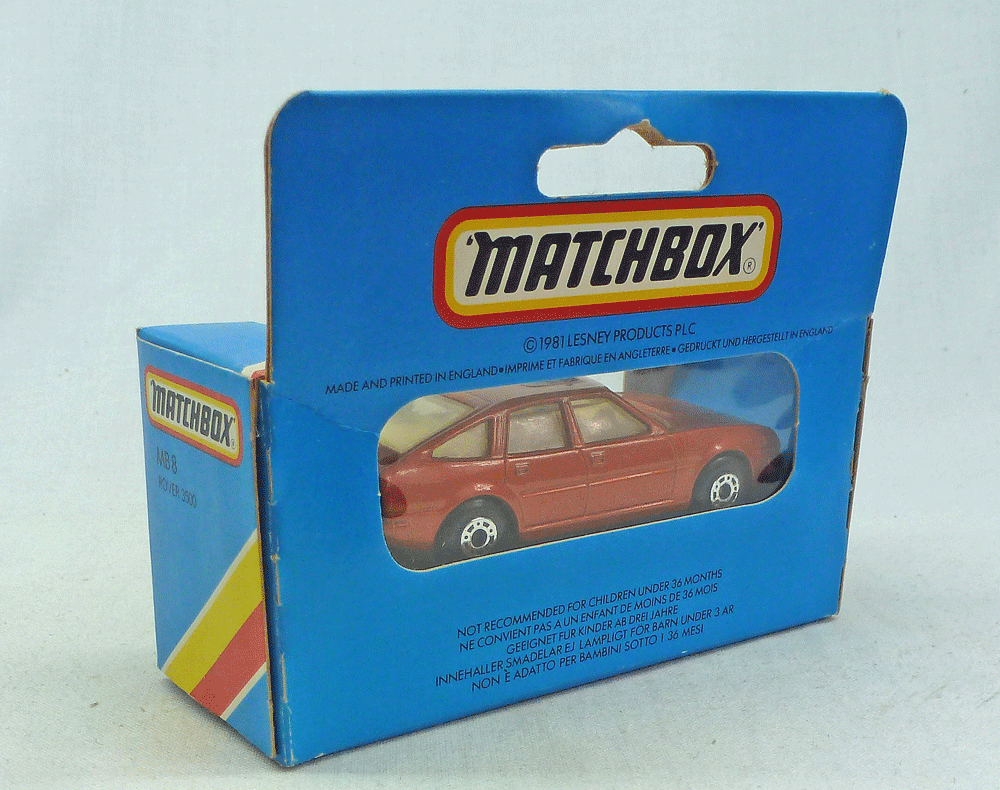 'MATCHBOX'®
©1981 LESNEY PRODUCTS PLC
MADE AND PRINTED IN ENGLAND•IMPRIME ET FABRIQUE EN ANGLETERRE•GEDRUCKT UND HERGESTELLT IN ENGLAND
'MATCHBOX'®
MB 8
ROVER 3500
NOT RECOMMENDED FOR CHILDREN UNDER 36 MONTHS
NE CONVIENT PAS À UN ENFANT DE MOINS DE 36 MOIS
GEEIGNET FUR KINDER AB DREI JAHRE
INNEHALLER SMADELAR EJ LAMPLIGT FÖR BARN UNDER 3 AR
NON È ADATTO PER BAMBINI SOTTO I 36 MESI